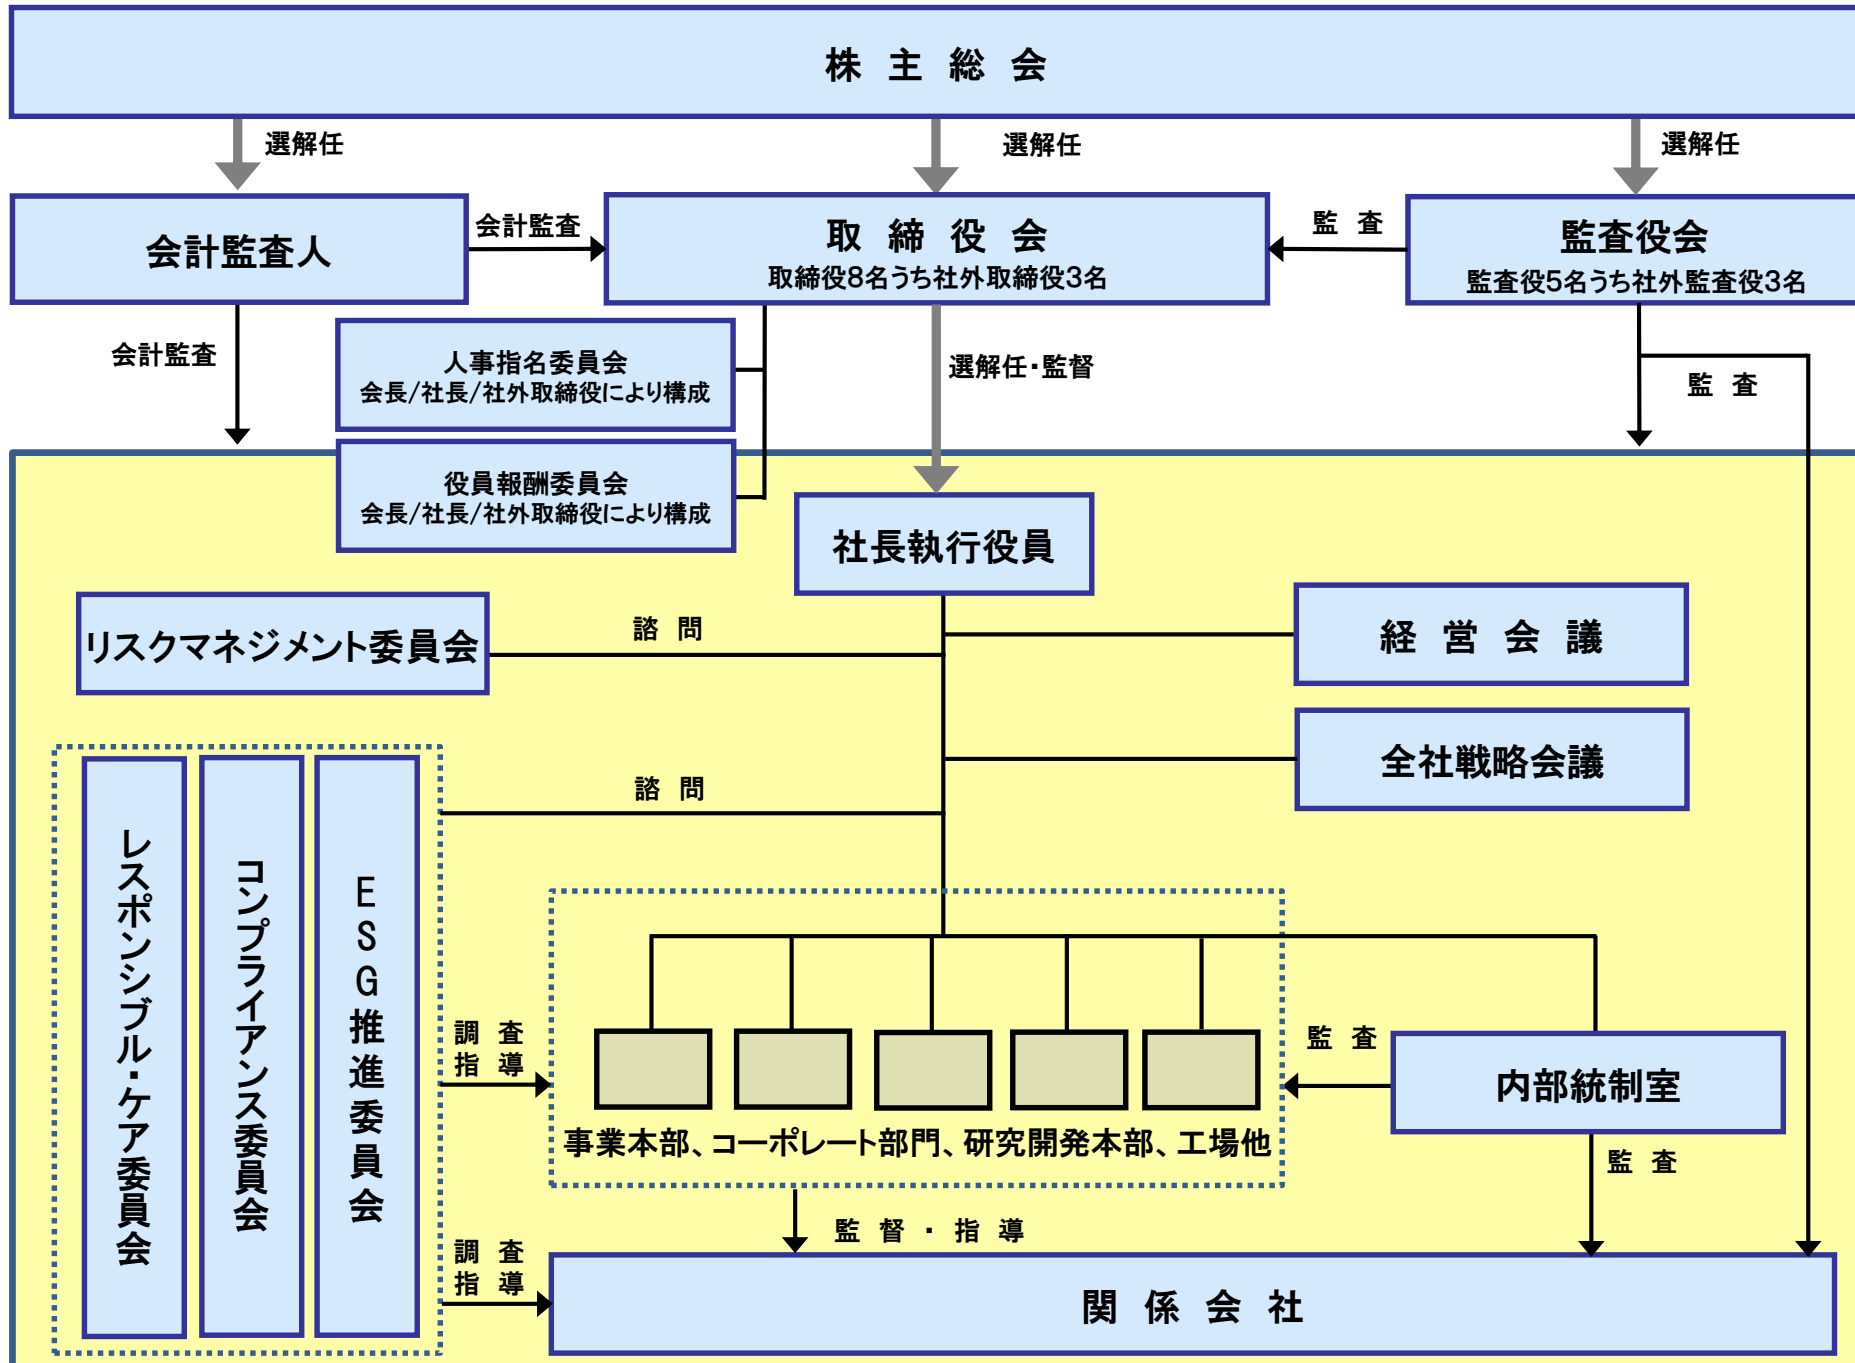 株主総会
選解任
選解任
選解任
会計監査人
会計監査
取締役会
取締役8名うち社外取締役3名
監査
監査役会
監査役5名うち社外監査役3名
会計監査
人事指名委員会
会長/社長/社外取締役により構成
選解任・監督
監査
役員報酬委員会
会長/社長/社外取締役により構成
社長執行役員
リスクマネジメント委員会
諮問
経営会議
全社戦略会議
諮問
レスポンシブル・ケア委員会
コンプライアンス委員会
ESG推進委員会
調査
指導
監査
内部統制室
事業本部、コーポレート部門、研究開発本部、工場他
監査
監督・指導
調査
指導
関係会社